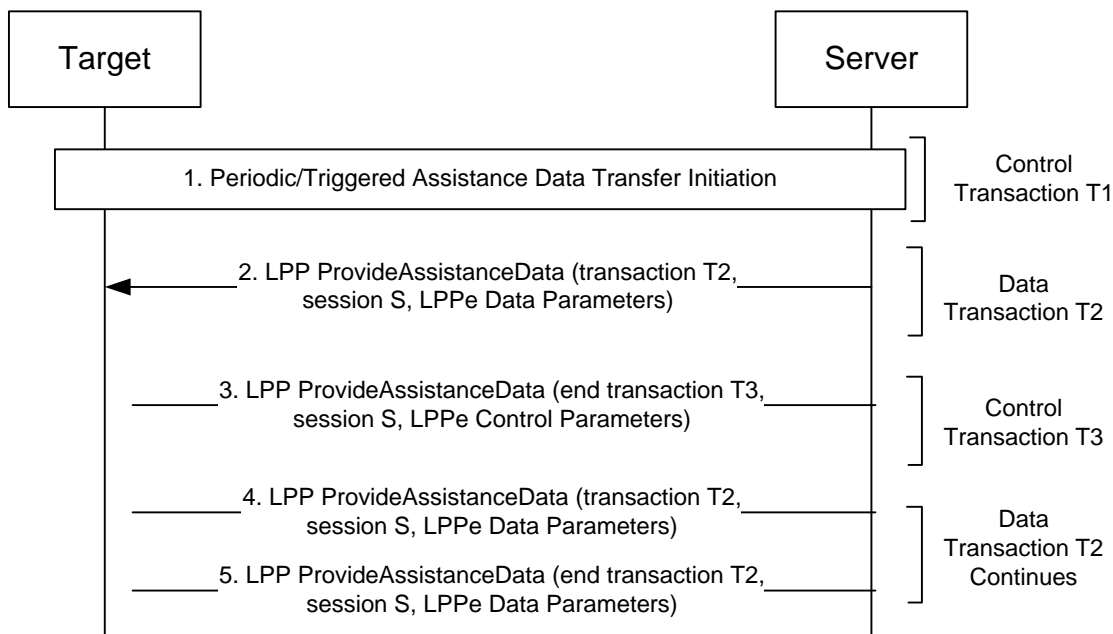 Target
Server
1. Periodic/Triggered Assistance Data Transfer Initiation
Control
Transaction T1
2. LPP ProvideAssistanceData (transaction T2,
session S, LPPe Data Parameters)
Data
Transaction T2
3. LPP ProvideAssistanceData (end transaction T3,
session S, LPPe Control Parameters)
Control
Transaction T3
4. LPP ProvideAssistanceData (transaction T2,
session S, LPPe Data Parameters)
Data
Transaction T2
Continues
5. LPP ProvideAssistanceData (end transaction T2,
session S, LPPe Data Parameters)